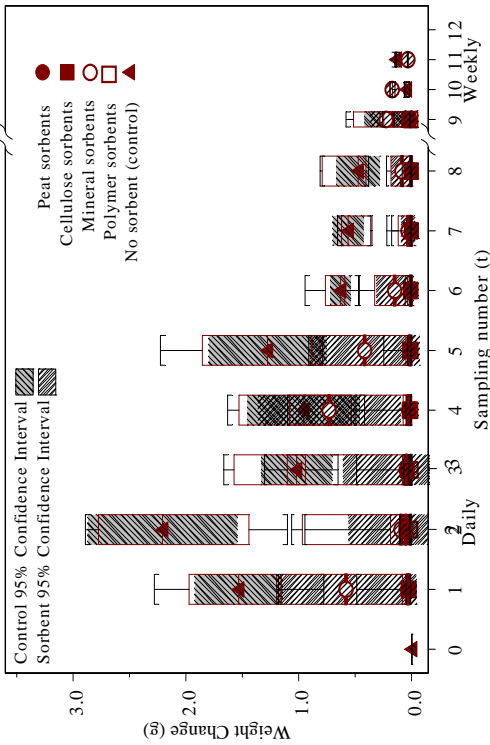 Control 95% Confidence Interval
Sorbent 95% Confidence Interval
Peat sorbents
Cellulose sorbents
Mineral sorbents
Polymer sorbents
No sorbent (control)
Weight Change (g)
3.0
2.0
1.0
0.0
0 1 2 3 3 4 5 6 7 8 9 10 11 12
Daily Weekly
Sampling number (t)